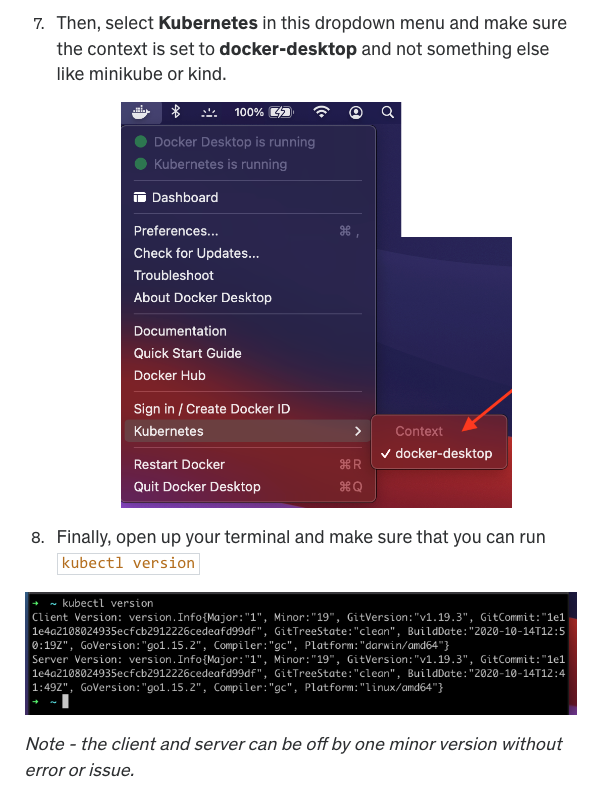 7. Then, select Kubernetes in this dropdown menu and make sure
the context is set to docker-desktop and not something else
like minikube or kind.
100%
Docker Desktop is running
Kubernetes is running
Dashboard
Preferences... ⌘ ,
Check for Updates...
Troubleshoot
About Docker Desktop
Documentation
Quick Start Guide
Docker Hub
Sign in / Create Docker ID
Kubernetes
Context
✓ docker-desktop
Restart Docker ⌘R
Quit Docker Desktop ⌘Q
8. Finally, open up your terminal and make sure that you can run
kubectl version
→ ~ kubectl version
Client Version: version.Info{Major:"1", Minor:"19", GitVersion:"v1.19.3", GitCommit:"1e1
1e4a2108024935ecfcb2912226cedeafd99df", GitTreeState:"clean", BuildDate:"2020-10-14T12:5
0:19Z", GoVersion:"go1.15.2", Compiler:"gc", Platform:"darwin/amd64"}
Server Version: version.Info{Major:"1", Minor:"19", GitVersion:"v1.19.3", GitCommit:"1e1
1e4a2108024935ecfcb2912226cedeafd99df", GitTreeState:"clean", BuildDate:"2020-10-14T12:4
1:49Z", GoVersion:"go1.15.2", Compiler:"gc", Platform:"linux/amd64"}
→ ~
Note - the client and server can be off by one minor version without
error or issue.